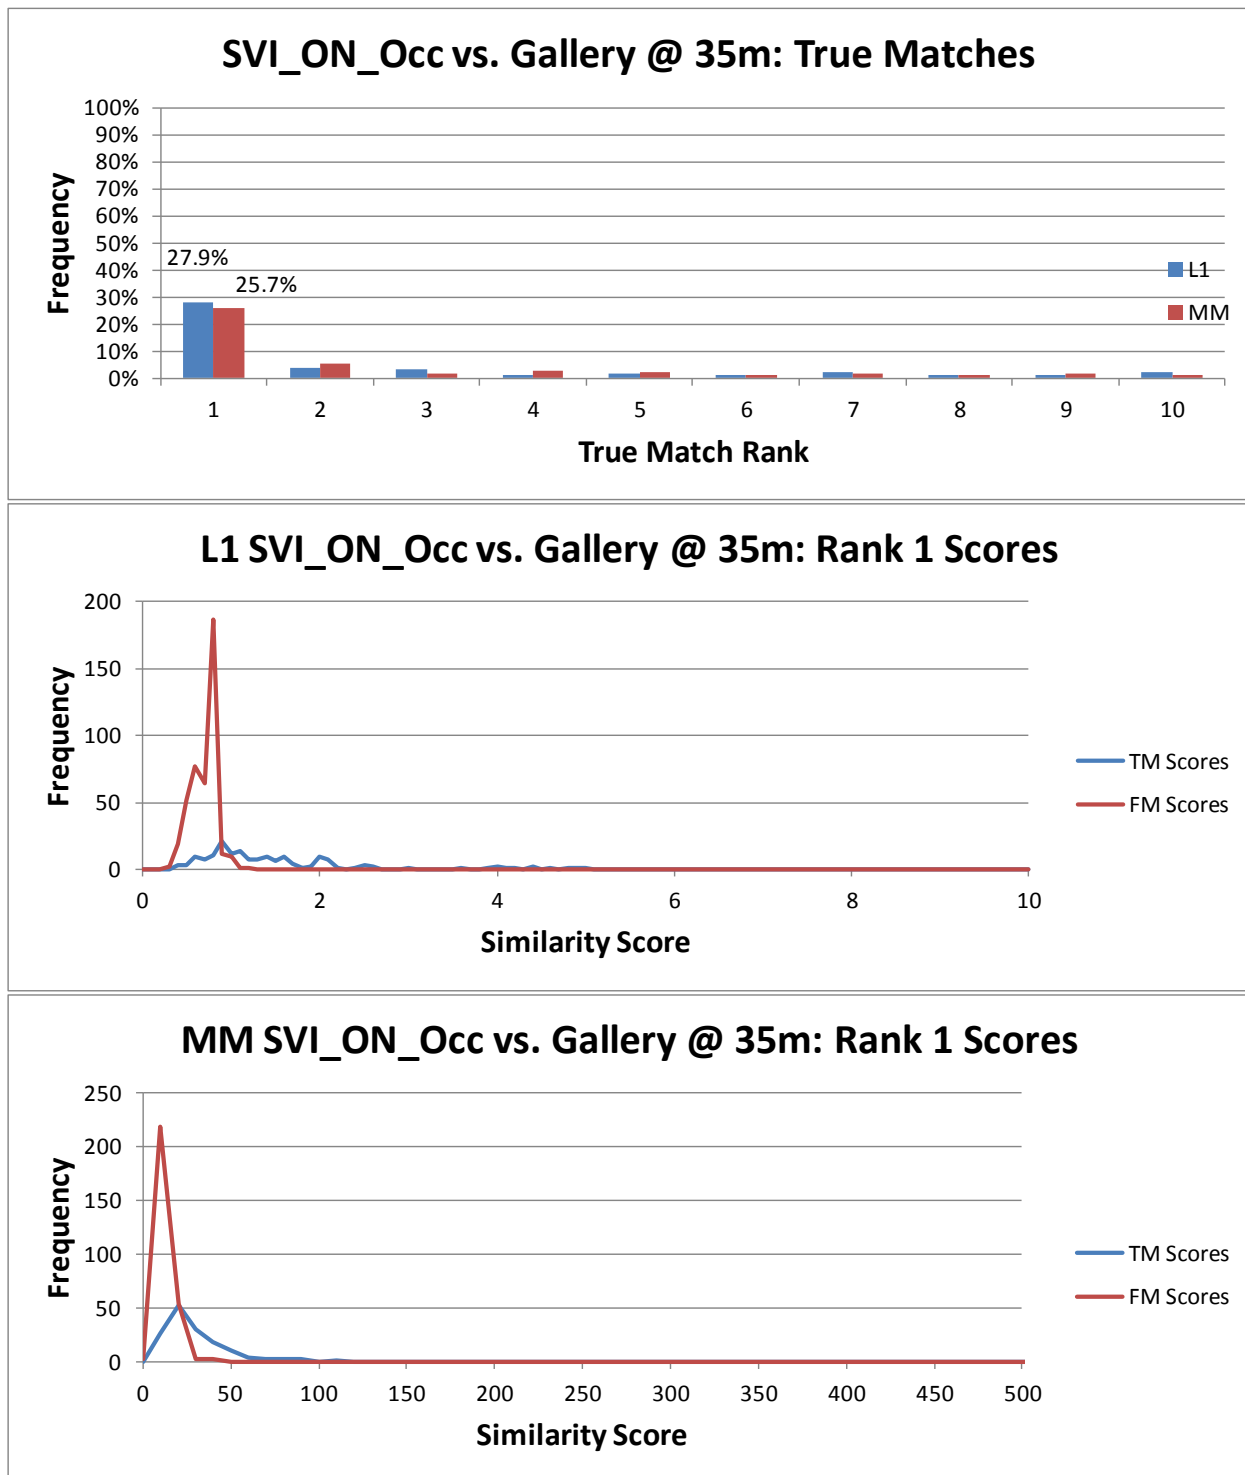 SVI_ON_Occ vs. Gallery @ 35m: True Matches
100%
90%
80%
70%
60%
50%
40%
30%
20%
10%
0%
Frequency
27.9%
25.7%
L1
MM
1 2 3 4 5 6 7 8 9 10
True Match Rank
L1 SVI_ON_Occ vs. Gallery @ 35m: Rank 1 Scores
200
150
100
50
0
Frequency
TM Scores
FM Scores
0 2 4 6 8 10
Similarity Score
MM SVI_ON_Occ vs. Gallery @ 35m: Rank 1 Scores
250
200
150
100
50
0
Frequency
TM Scores
FM Scores
0 50 100 150 200 250 300 350 400 450 500
Similarity Score